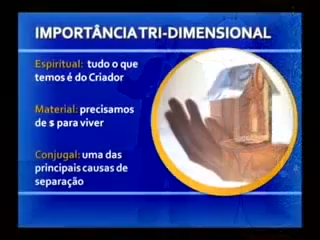 IMPORTÂNCIA TRI-DIMENSIONAL
Espiritual: tudo o que
temos é do Criador
Material: precisamos
de $ para viver
Conjugal: uma das
principais causas de
separação